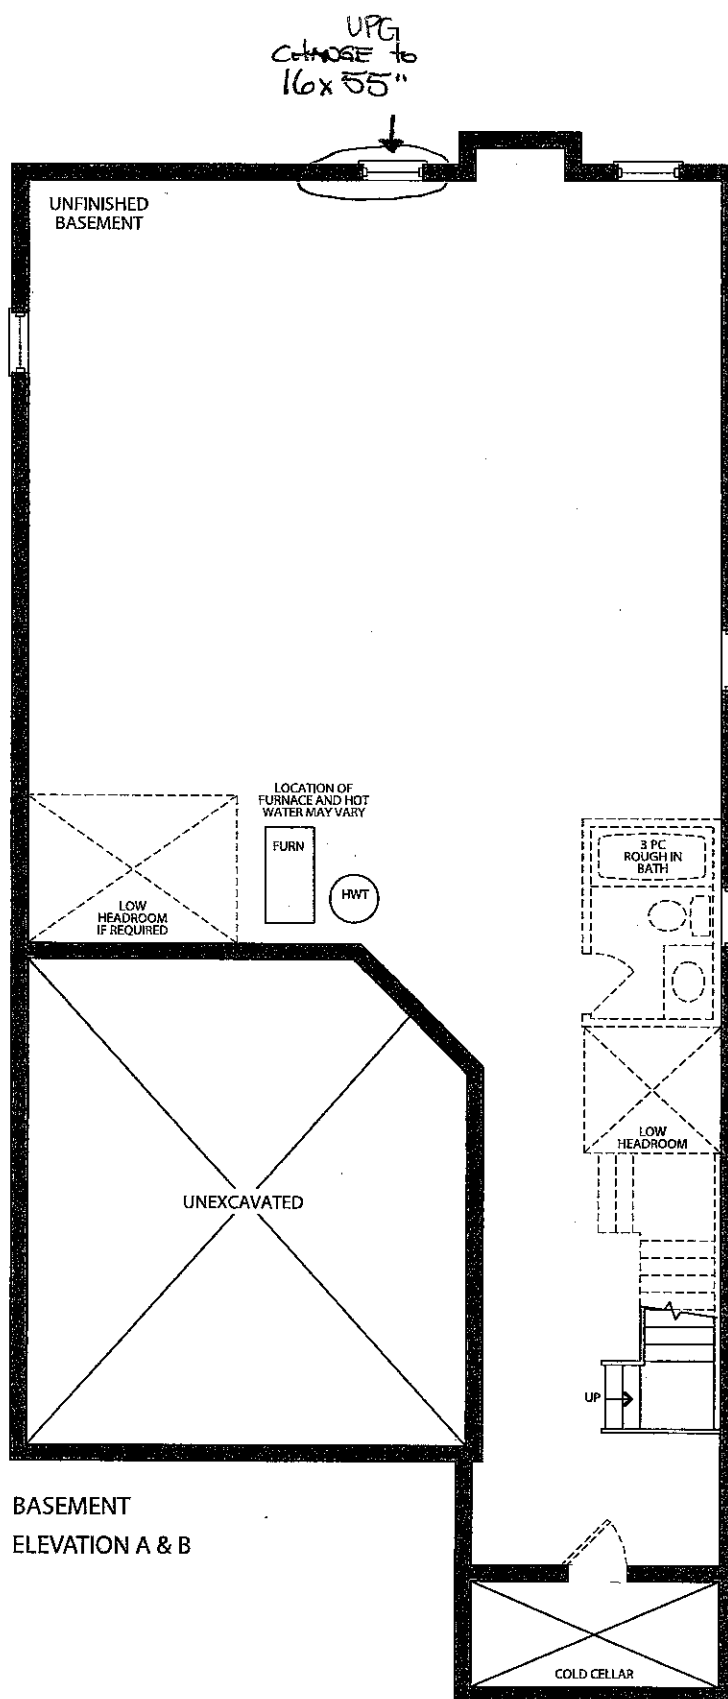 UPG
CHANGE to
16x55"
UNFINISHED
BASEMENT
LOCATION OF
FURNACE AND HOT
WATER MAY VARY
FURN
HWT
3 PC
ROUGH IN
BATH
LOW
HEADROOM
IF REQUIRED
LOW
HEADROOM
UNEXCAVATED
UP
BASEMENT
ELEVATION A & B
COLD CELLAR